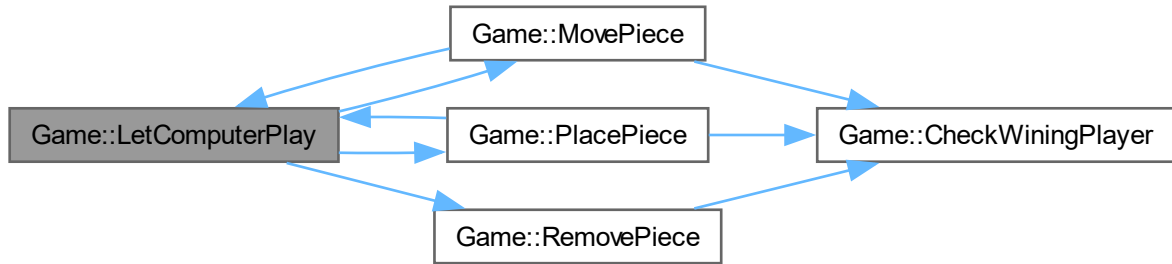 Game::MovePiece
Game::LetComputerPlay
Game::PlacePiece
Game::CheckWiningPlayer
Game::RemovePiece